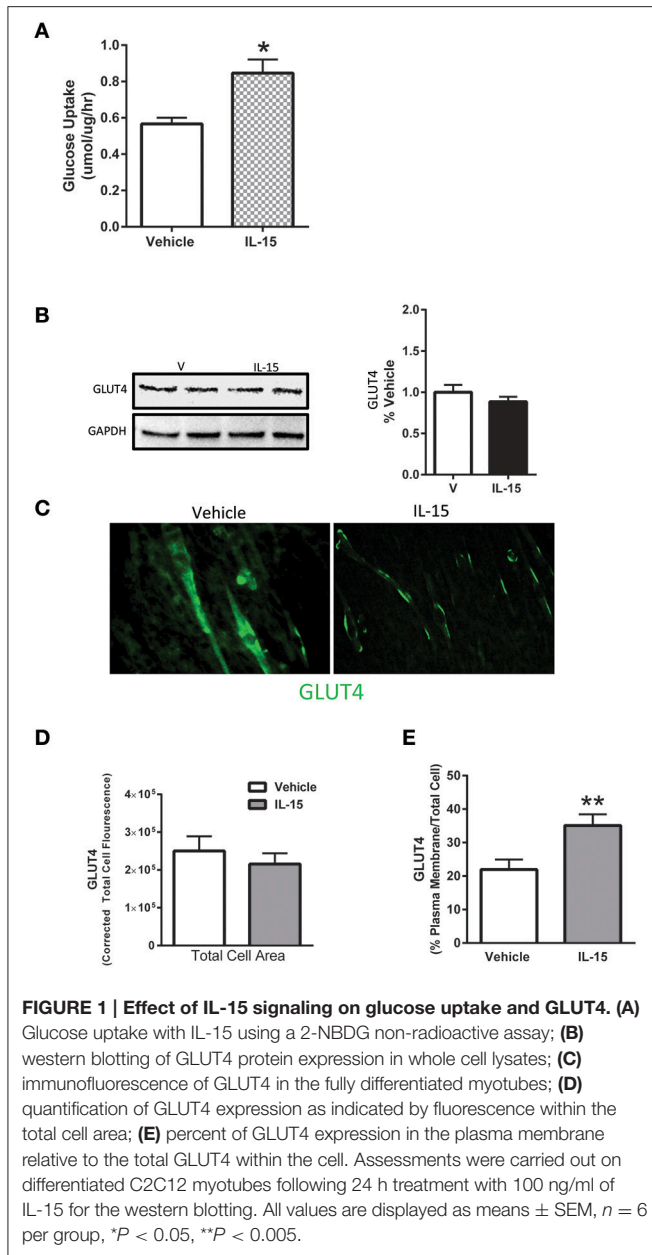 A
Glucose Uptake
(umol/ug/hr)
1.0
0.8
0.6
0.4
0.2
0.0
*
Vehicle
IL-15
B
V
IL-15
GLUT4
GAPDH
GLUT4
% Vehicle
2.0
1.5
1.0
0.5
0.0
V
IL-15
C
Vehicle
IL-15
GLUT4
D
GLUT4
(Corrected Total Cell Flourescence)
4×10⁵
3×10⁵
2×10⁵
1×10⁵
0
Vehicle
IL-15
Total Cell Area
E
GLUT4
(% Plasma Membrane/Total Cell)
50
40
30
20
10
0
**
Vehicle
IL-15
FIGURE 1 | Effect of IL-15 signaling on glucose uptake and GLUT4. (A)
Glucose uptake with IL-15 using a 2-NBDG non-radioactive assay; (B)
western blotting of GLUT4 protein expression in whole cell lysates; (C)
immunofluorescence of GLUT4 in the fully differentiated myotubes; (D)
quantification of GLUT4 expression as indicated by fluorescence within the
total cell area; (E) percent of GLUT4 expression in the plasma membrane
relative to the total GLUT4 within the cell. Assessments were carried out on
differentiated C2C12 myotubes following 24 h treatment with 100 ng/ml of
IL-15 for the western blotting. All values are displayed as means ± SEM, n = 6
per group, *P < 0.05, **P < 0.005.